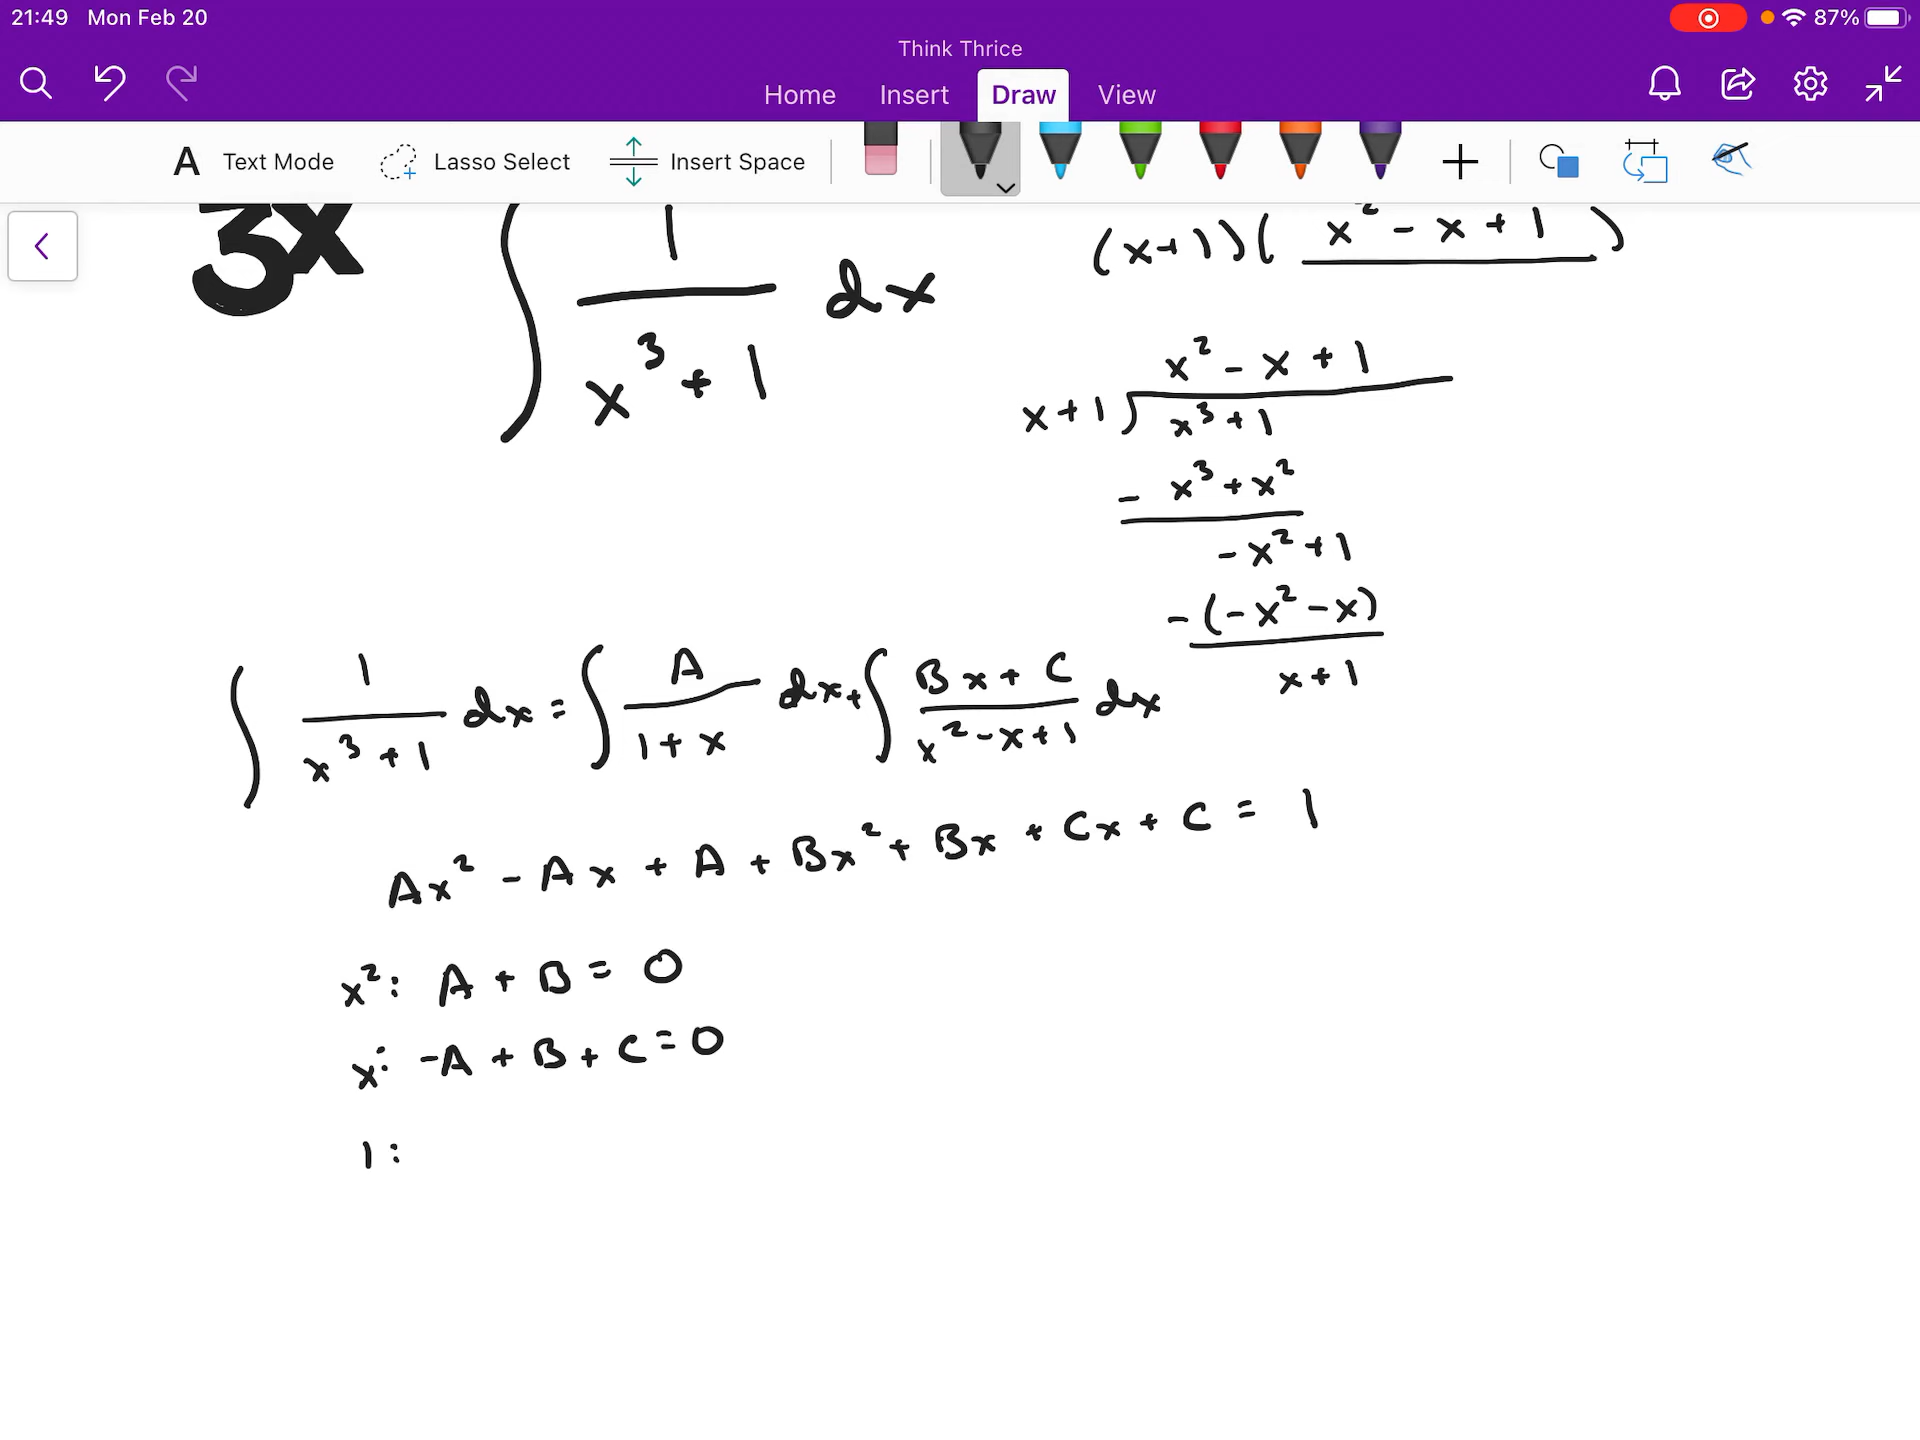 21:49 Mon Feb 20 87%
Think Thrice
Home Insert Draw View
A Text Mode Lasso Select Insert Space
3x ∫ 1/(x³ + 1) dx
(x+1)( x² - x + 1 )
x² - x + 1
x+1 ) x³ + 1
- x³ + x²
-x² + 1
-(-x² - x)
x + 1
∫ 1/(x³ + 1) dx = ∫ A/(1 + x) dx + ∫ (Bx + C)/(x² - x + 1) dx
Ax² - Ax + A + Bx² + Bx + Cx + C = 1
x²: A + B = 0
x: -A + B + C = 0
1: